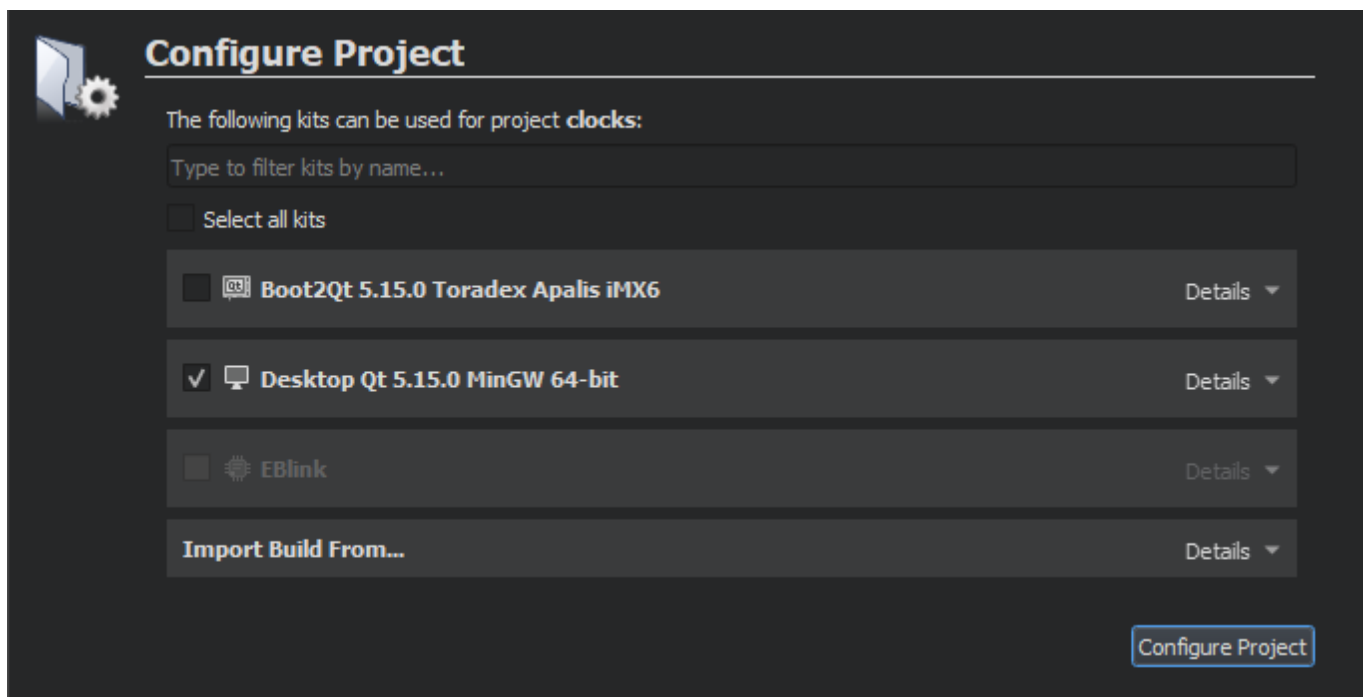 Configure Project
The following kits can be used for project clocks:
Type to filter kits by name...
Select all kits
Qt Boot2Qt 5.15.0 Toradex Apalis iMX6 Details
Desktop Qt 5.15.0 MinGW 64-bit Details
EBlink Details
Import Build From... Details
Configure Project